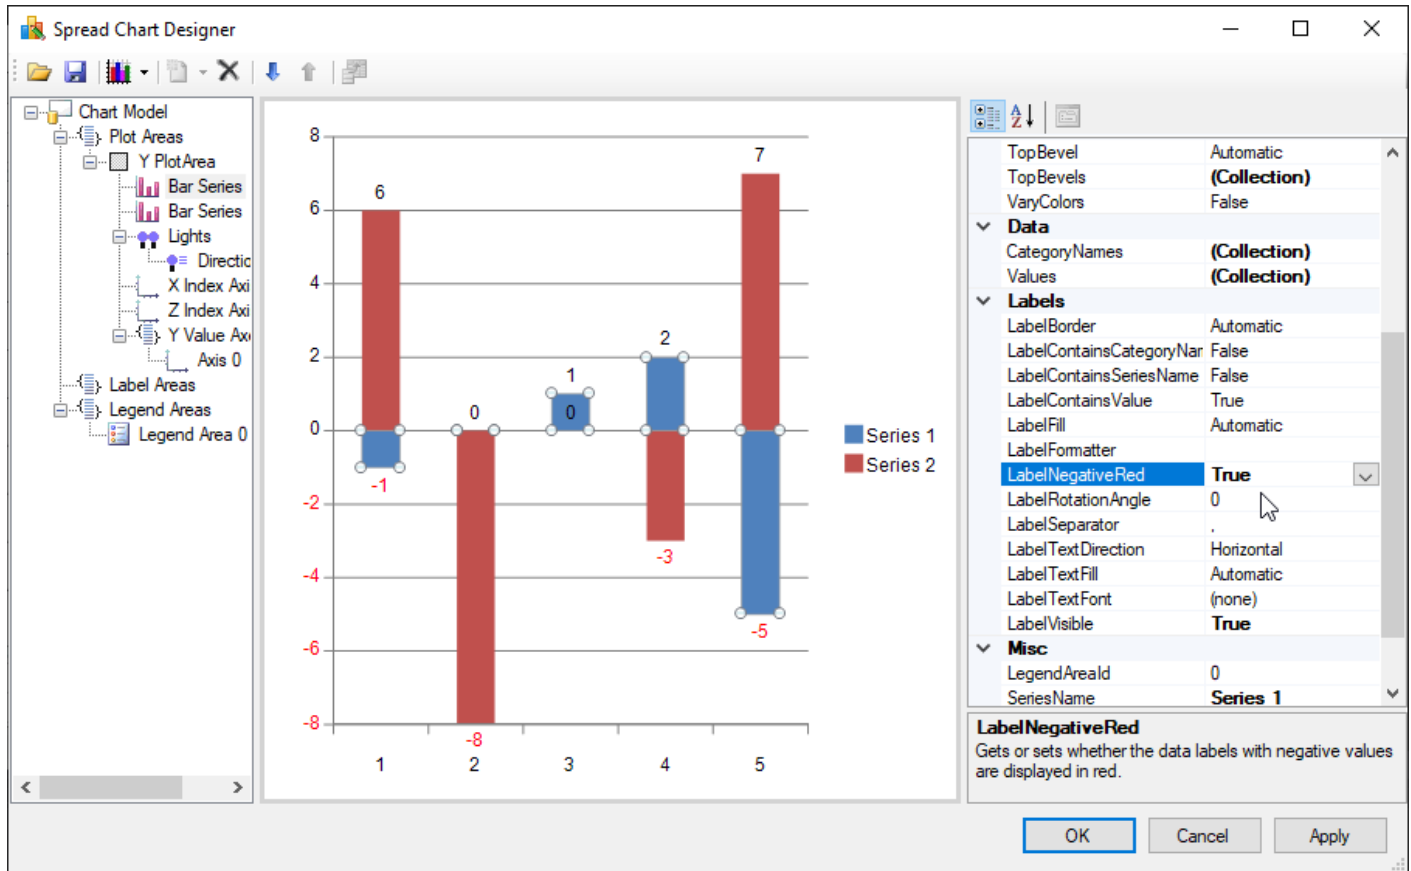 Spread Chart Designer
Chart Model
Plot Areas
Y PlotArea
Bar Series
Bar Series
Lights
Directio
X Index Axi
Z Index Axi
Y Value Ax
Axis 0
Label Areas
Legend Areas
Legend Area 0
8
6
4
2
0
-2
-4
-6
-8
6
-1
0
-8
1
0
2
-3
7
-5
1 2 3 4 5
Series 1
Series 2
TopBevel Automatic
TopBevels (Collection)
VaryColors False
Data
CategoryNames (Collection)
Values (Collection)
Labels
LabelBorder Automatic
LabelContainsCategoryNar False
LabelContainsSeriesName False
LabelContainsValue True
LabelFill Automatic
LabelFormatter
LabelNegativeRed True
LabelRotationAngle 0
LabelSeparator ,
LabelTextDirection Horizontal
LabelTextFill Automatic
LabelTextFont (none)
LabelVisible True
Misc
LegendAreaId 0
SeriesName Series 1
LabelNegativeRed
Gets or sets whether the data labels with negative values
are displayed in red.
OK Cancel Apply